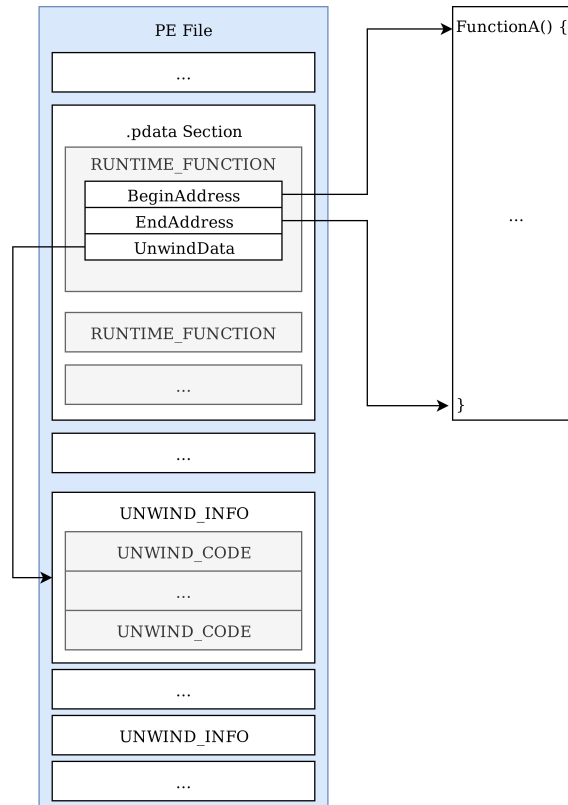 PE File
...
.pdata Section
RUNTIME_FUNCTION
BeginAddress
EndAddress
UnwindData
RUNTIME_FUNCTION
...
...
UNWIND_INFO
UNWIND_CODE
...
UNWIND_CODE
...
UNWIND_INFO
...
FunctionA() {
...
}